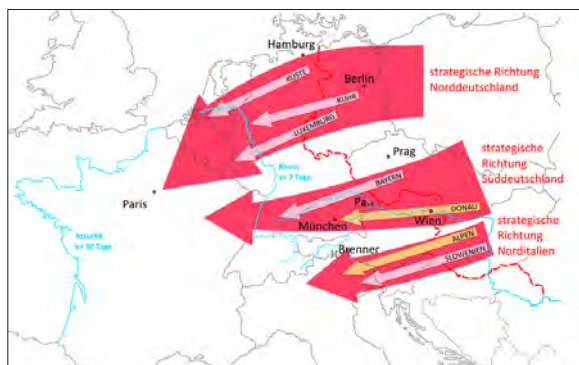 Hamburg
KÜSTE
Berlin
strategische Richtung
Norddeutschland
RUHR
LUXEMBURG
Prag
strategische
Richtung
Süddeutschland
Rhein
≤ 7 Tage
BAYERN
Paris
DONAU
München
Wien
strategische
Richtung
Norditalien
ALPEN
Brenner
SLOWENIEN